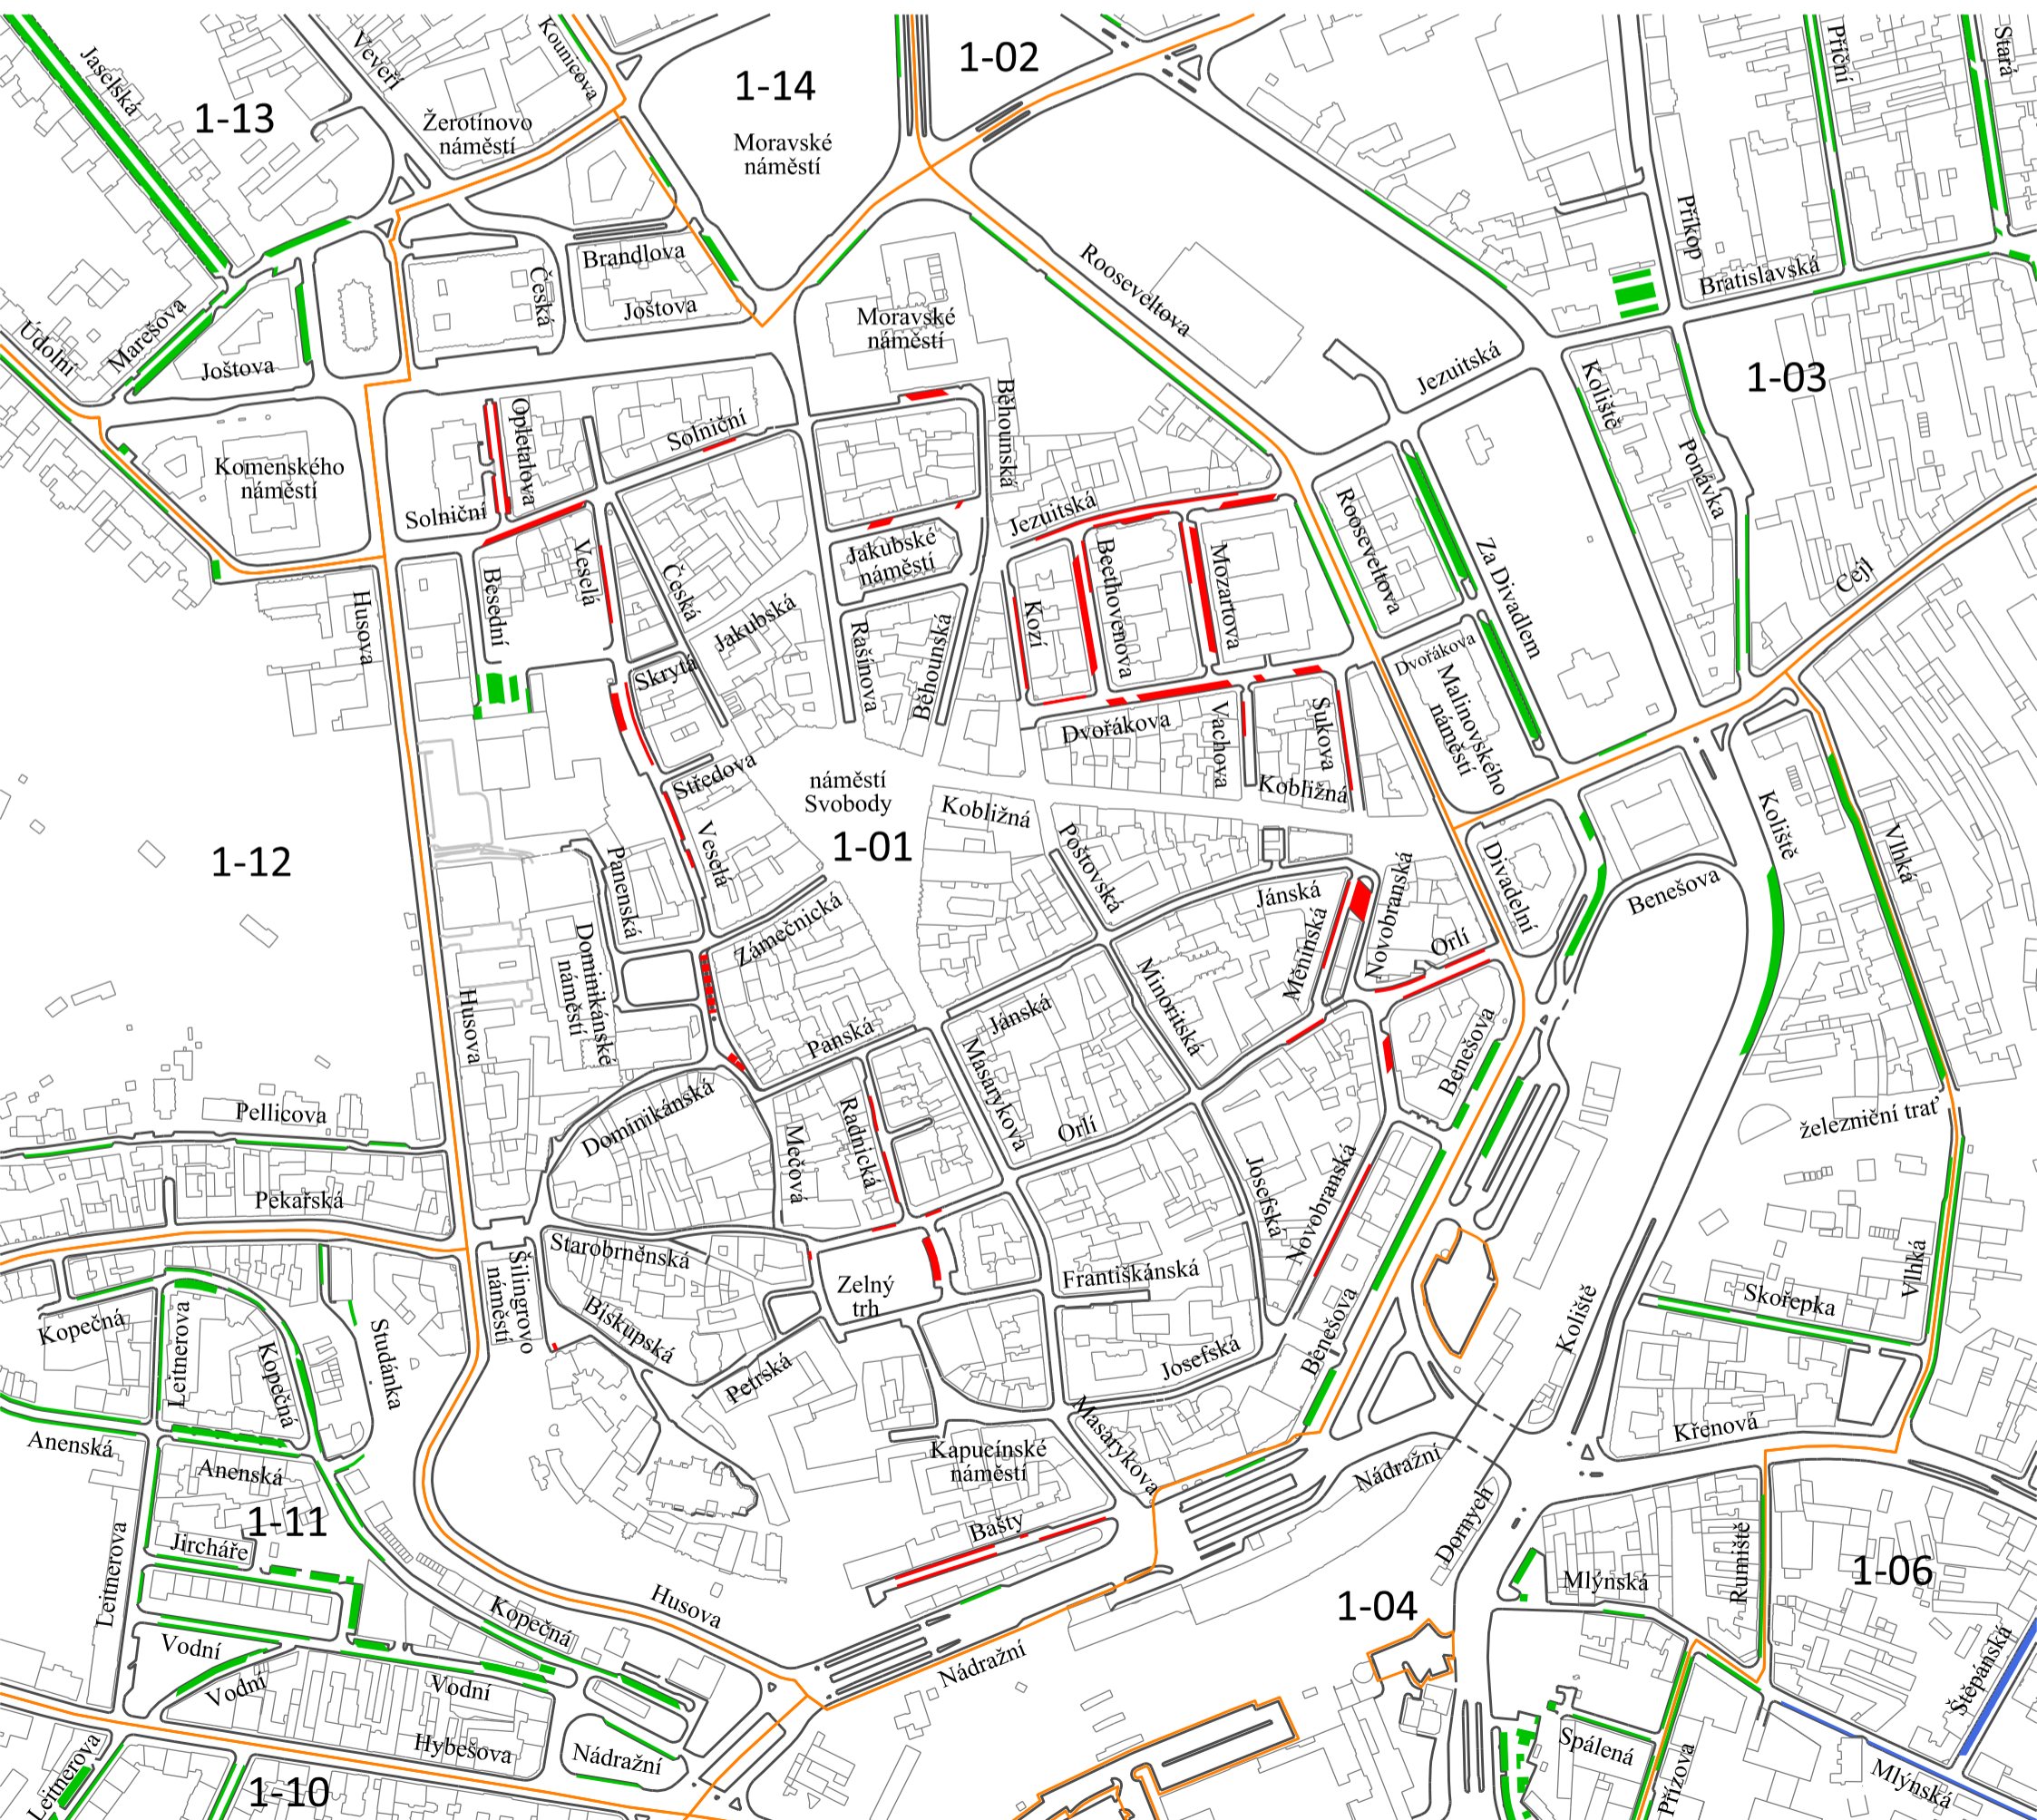 Jaselská
1-13
Veveří
Žerotínovo
náměstí
Kounicova
1-14
Moravské
náměstí
1-02
Příční
Stará
Příkop
Bratislavská
Brandlova
Česká
Joštova
Moravské
náměstí
Rooseveltova
Jezuitská
Koliště
1-03
Ponávka
Údolní
Marešova
Joštova
Komenského
náměstí
Opletalova
Solniční
Solniční
Běhounská
Jezuitská
Jakubské
náměstí
Rooseveltova
Za Divadlem
Cejl
Husova
Besední
Veselá
Česká
Jakubská
Skrytá
Rašínova
Běhounská
Kozí
Beethovenova
Mozartova
Dvořákova
Malinovského
náměstí
Dvořákova
Vachova
Sukova
Kobližná
Středova
náměstí
Svobody
1-01
Kobližná
Poštovská
1-12
Panenská
Veselá
Zámečnická
Dominikánské
náměstí
Jánská
Měnínská
Novobranská
Orlí
Divadelní
Benešova
Koliště
Vlhká
Husova
Panská
Jánská
Minoritská
Masarykova
Benešova
železniční trať
Pellicova
Dominikánská
Mečová
Radnická
Orlí
Josefská
Novobranská
Pekařská
Šilingrovo
náměstí
Starobrněnská
Biskupská
Zelný
trh
Františkánská
Benešova
Koliště
Skořepka
Vlhká
Kopečná
Leitnerova
Kopečná
Studánka
Petrská
Josefská
Křenová
Anenská
Anenská
1-11
Kapucínské
náměstí
Masarykova
Nádražní
Dornych
Jircháře
Leitnerova
Bašty
Husova
Kopečná
Nádražní
1-04
Mlýnská
Rumiště
1-06
Vodní
Vodní
Vodní
Hybešova
Nádražní
Leitnerova
1-10
Spálená
Přízova
Mlýnská
Štěpánská